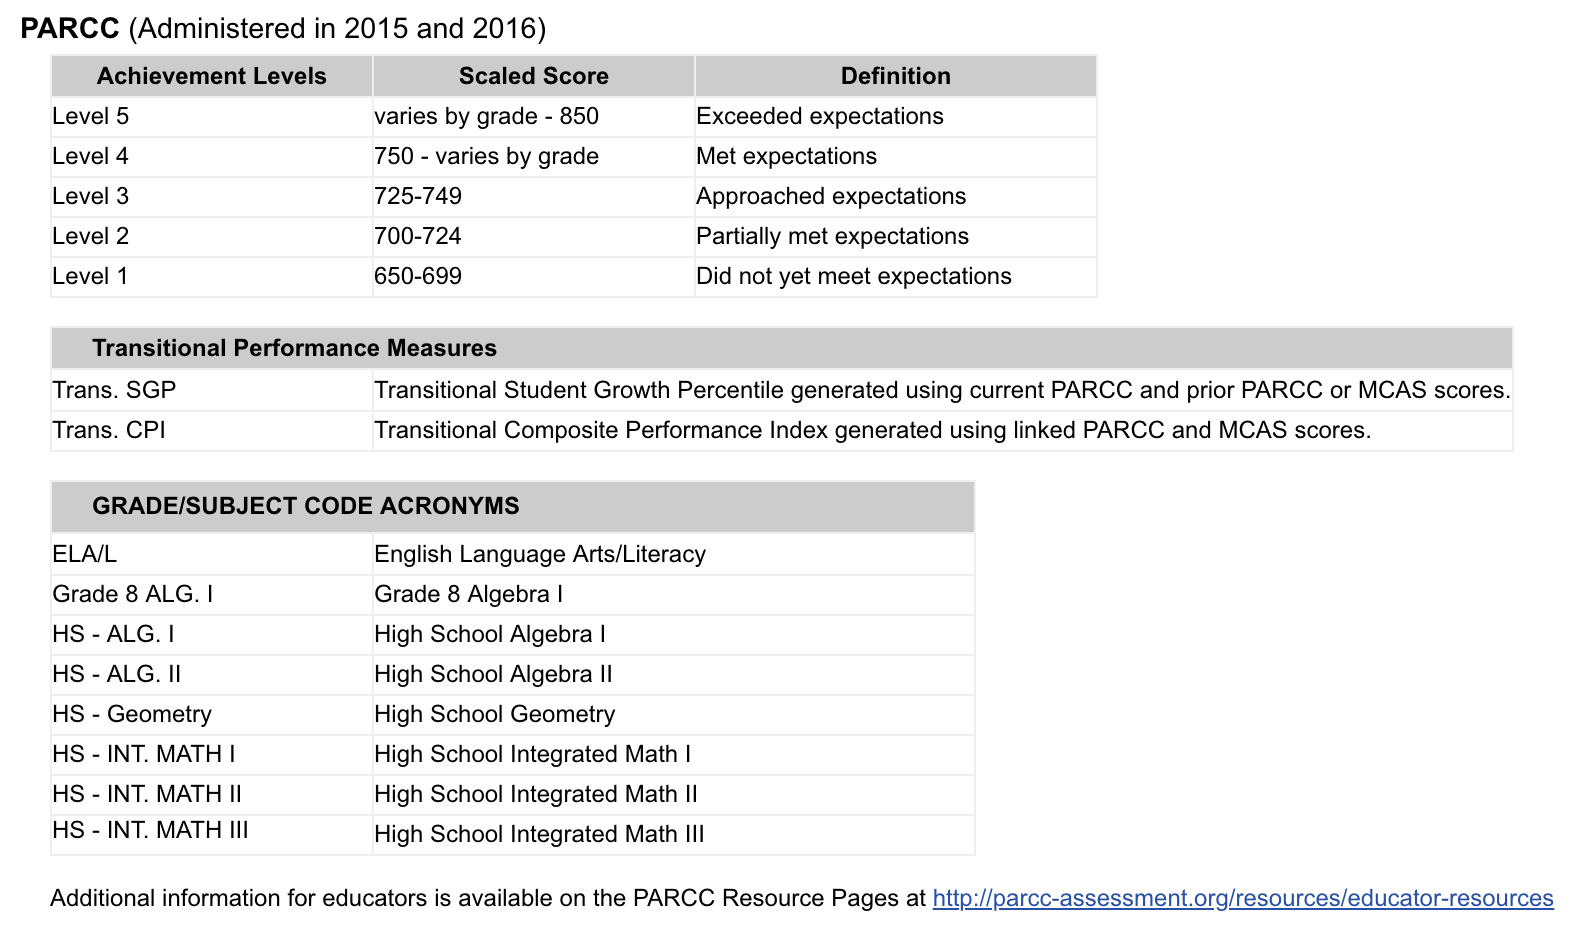 PARCC (Administered in 2015 and 2016)
Achievement Levels Scaled Score Definition
Level 5 varies by grade - 850 Exceeded expectations
Level 4 750 - varies by grade Met expectations
Level 3 725-749 Approached expectations
Level 2 700-724 Partially met expectations
Level 1 650-699 Did not yet meet expectations
Transitional Performance Measures
Trans. SGP Transitional Student Growth Percentile generated using current PARCC and prior PARCC or MCAS scores.
Trans. CPI Transitional Composite Performance Index generated using linked PARCC and MCAS scores.
GRADE/SUBJECT CODE ACRONYMS
ELA/L English Language Arts/Literacy
Grade 8 ALG. I Grade 8 Algebra I
HS - ALG. I High School Algebra I
HS - ALG. II High School Algebra II
HS - Geometry High School Geometry
HS - INT. MATH I High School Integrated Math I
HS - INT. MATH II High School Integrated Math II
HS - INT. MATH III High School Integrated Math III
Additional information for educators is available on the PARCC Resource Pages at http://parcc-assessment.org/resources/educator-resources